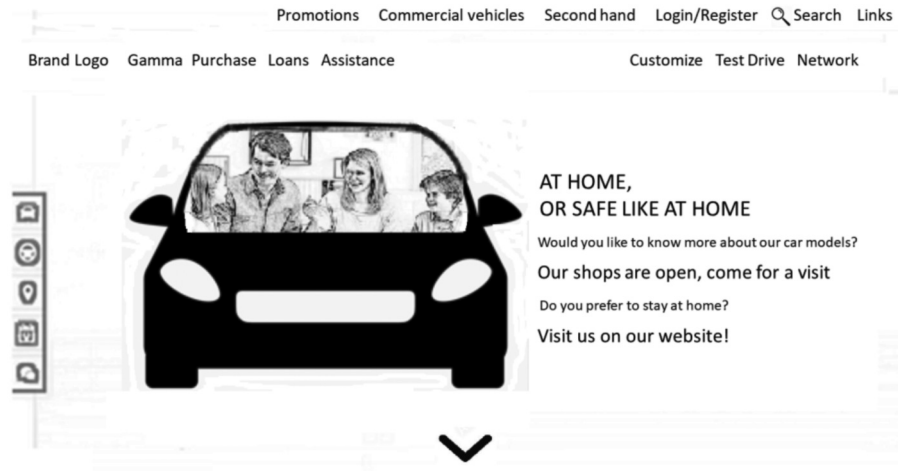 Promotions Commercial vehicles Second hand Login/Register Search Links
Brand Logo Gamma Purchase Loans Assistance Customize Test Drive Network
AT HOME,
OR SAFE LIKE AT HOME
Would you like to know more about our car models?
Our shops are open, come for a visit
Do you prefer to stay at home?
Visit us on our website!